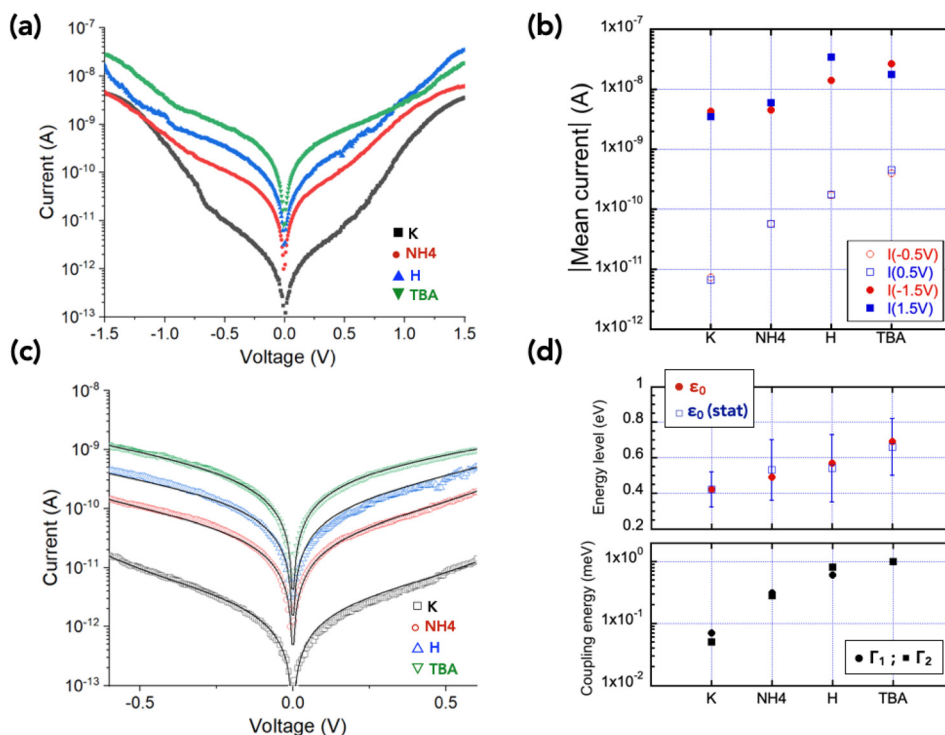 (a)
10⁻⁷
10⁻⁸
10⁻⁹
10⁻¹⁰
10⁻¹¹
10⁻¹²
10⁻¹³
Current (A)
K
NH4
H
TBA
-1.5 -1.0 -0.5 0.0 0.5 1.0 1.5
Voltage (V)
(b)
1x10⁻⁷
1x10⁻⁸
1x10⁻⁹
1x10⁻¹⁰
1x10⁻¹¹
1x10⁻¹²
|Mean current| (A)
I(-0.5V)
I(0.5V)
I(-1.5V)
I(1.5V)
K NH4 H TBA
(c)
10⁻⁸
10⁻⁹
10⁻¹⁰
10⁻¹¹
10⁻¹²
10⁻¹³
Current (A)
K
NH4
H
TBA
-0.5 0.0 0.5
Voltage (V)
(d)
ε₀
ε₀ (stat)
1
0.8
0.6
0.4
0.2
Energy level (eV)
1x10⁰
1x10⁻¹
1x10⁻²
Coupling energy (meV)
Γ₁ ; Γ₂
K NH4 H TBA